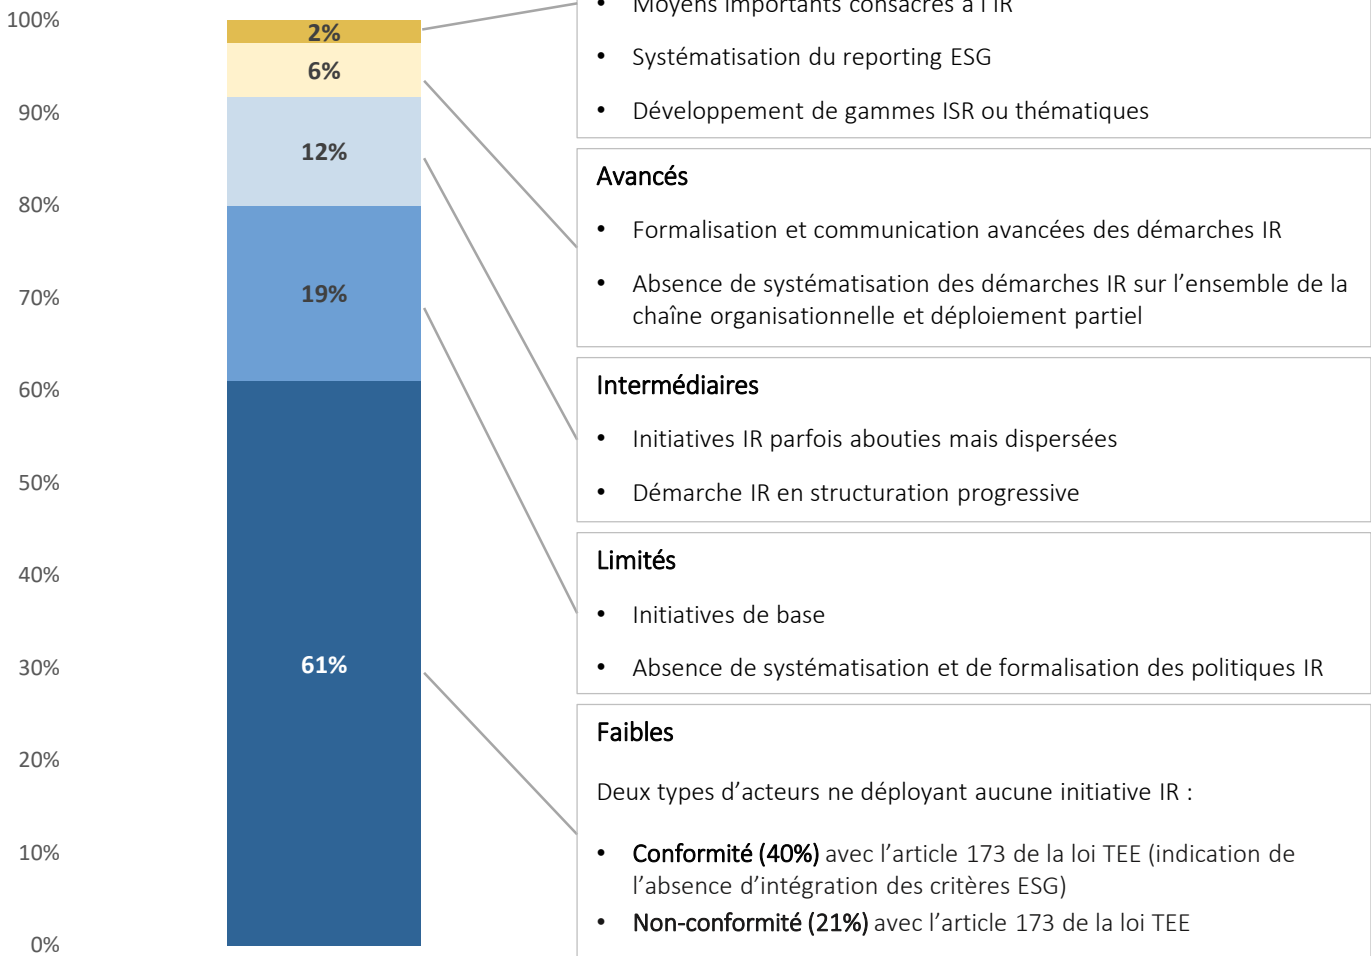 100%
90%
80%
70%
60%
50%
40%
30%
20%
10%
0%
2%
6%
12%
19%
61%
• Moyens importants consacrés à l'IR
• Systématisation du reporting ESG
• Développement de gammes ISR ou thématiques
Avancés
• Formalisation et communication avancées des démarches IR
• Absence de systématisation des démarches IR sur l’ensemble de la
chaîne organisationnelle et déploiement partiel
Intermédiaires
• Initiatives IR parfois abouties mais dispersées
• Démarche IR en structuration progressive
Limités
• Initiatives de base
• Absence de systématisation et de formalisation des politiques IR
Faibles
Deux types d’acteurs ne déployant aucune initiative IR :
• Conformité (40%) avec l’article 173 de la loi TEE (indication de
l’absence d’intégration des critères ESG)
• Non-conformité (21%) avec l’article 173 de la loi TEE